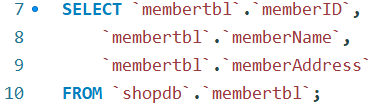 7 SELECT `membertbl`.`memberID`,
8 `membertbl`.`memberName`,
9 `membertbl`.`memberAddress`
10 FROM `shopdb`.`membertbl`;